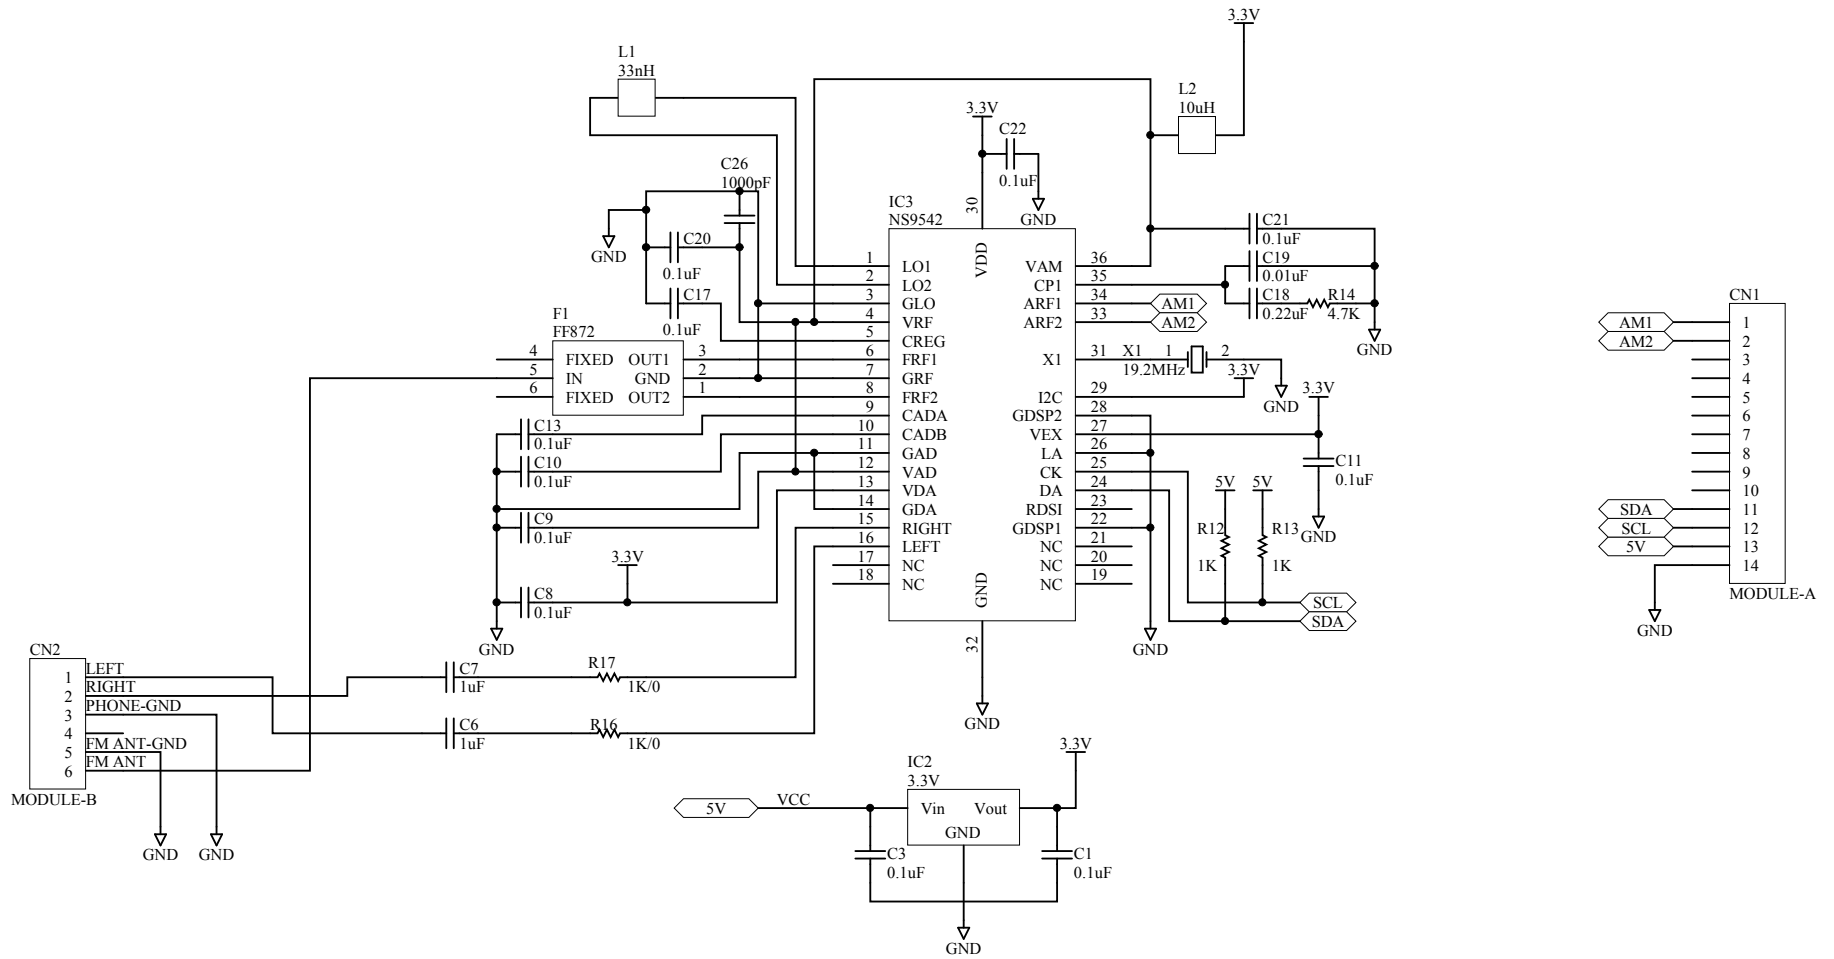 3.3V
L1
33nH
L2
10uH
3.3V
C22
0.1uF
GND
C26
1000pF
IC3
NS9542
30
VDD
GND
C20
0.1uF
C17
0.1uF
1 LO1
2 LO2
3 GLO
4 VRF
5 CREG
6 FRF1
7 GRF
8 FRF2
9 CADA
10 CADB
11 GAD
12 VAD
13 VDA
14 GDA
15 RIGHT
16 LEFT
17 NC
18 NC
VAM 36
CP1 35
ARF1 34 AM1
ARF2 33 AM2
X1 31
I2C 29
GDSP2 28
VEX 27
LA 26
CK 25
DA 24
RDSI 23
GDSP1 22
NC 21
NC 20
NC 19
GND
32
GND
C21
0.1uF
C19
0.01uF
C18
0.22uF
R14
4.7K
GND
X1 1 2
19.2MHz
3.3V
GND
3.3V
C11
0.1uF
GND
5V
5V
R12
1K
R13
1K
SCL
SDA
GND
F1
FF872
4 FIXED OUT1 3
5 IN GND 2
6 FIXED OUT2 1
C13
0.1uF
C10
0.1uF
C9
0.1uF
3.3V
C8
0.1uF
GND
CN2
1 LEFT
2 RIGHT
3 PHONE-GND
4
5 FM ANT-GND
6 FM ANT
MODULE-B
GND
GND
C7
1uF
R17
1K/0
C6
1uF
R16
1K/0
IC2
3.3V
5V
VCC
Vin Vout
GND
3.3V
C3
0.1uF
C1
0.1uF
GND
CN1
AM1 1
AM2 2
3
4
5
6
7
8
9
10
SDA 11
SCL 12
5V 13
14
MODULE-A
GND